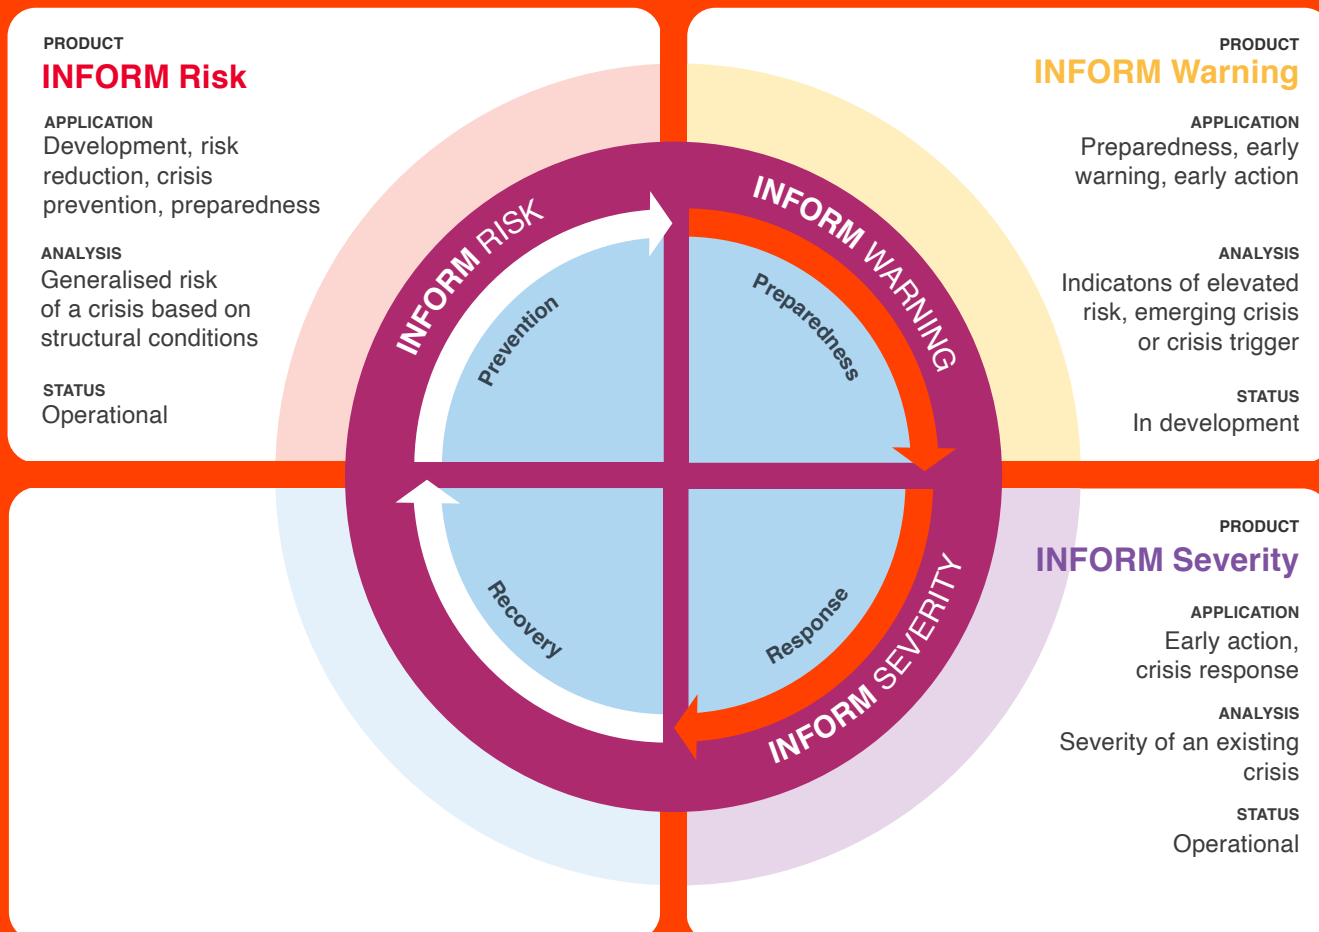 PRODUCT
INFORM Risk
APPLICATION
Development, risk
reduction, crisis
prevention, preparedness
ANALYSIS
Generalised risk
of a crisis based on
structural conditions
STATUS
Operational
PRODUCT
INFORM Warning
APPLICATION
Preparedness, early
warning, early action
ANALYSIS
Indicatons of elevated
risk, emerging crisis
or crisis trigger
STATUS
In development
INFORM RISK
INFORM WARNING
Prevention
Preparedness
Recovery
Response
INFORM SEVERITY
PRODUCT
INFORM Severity
APPLICATION
Early action,
crisis response
ANALYSIS
Severity of an existing
crisis
STATUS
Operational